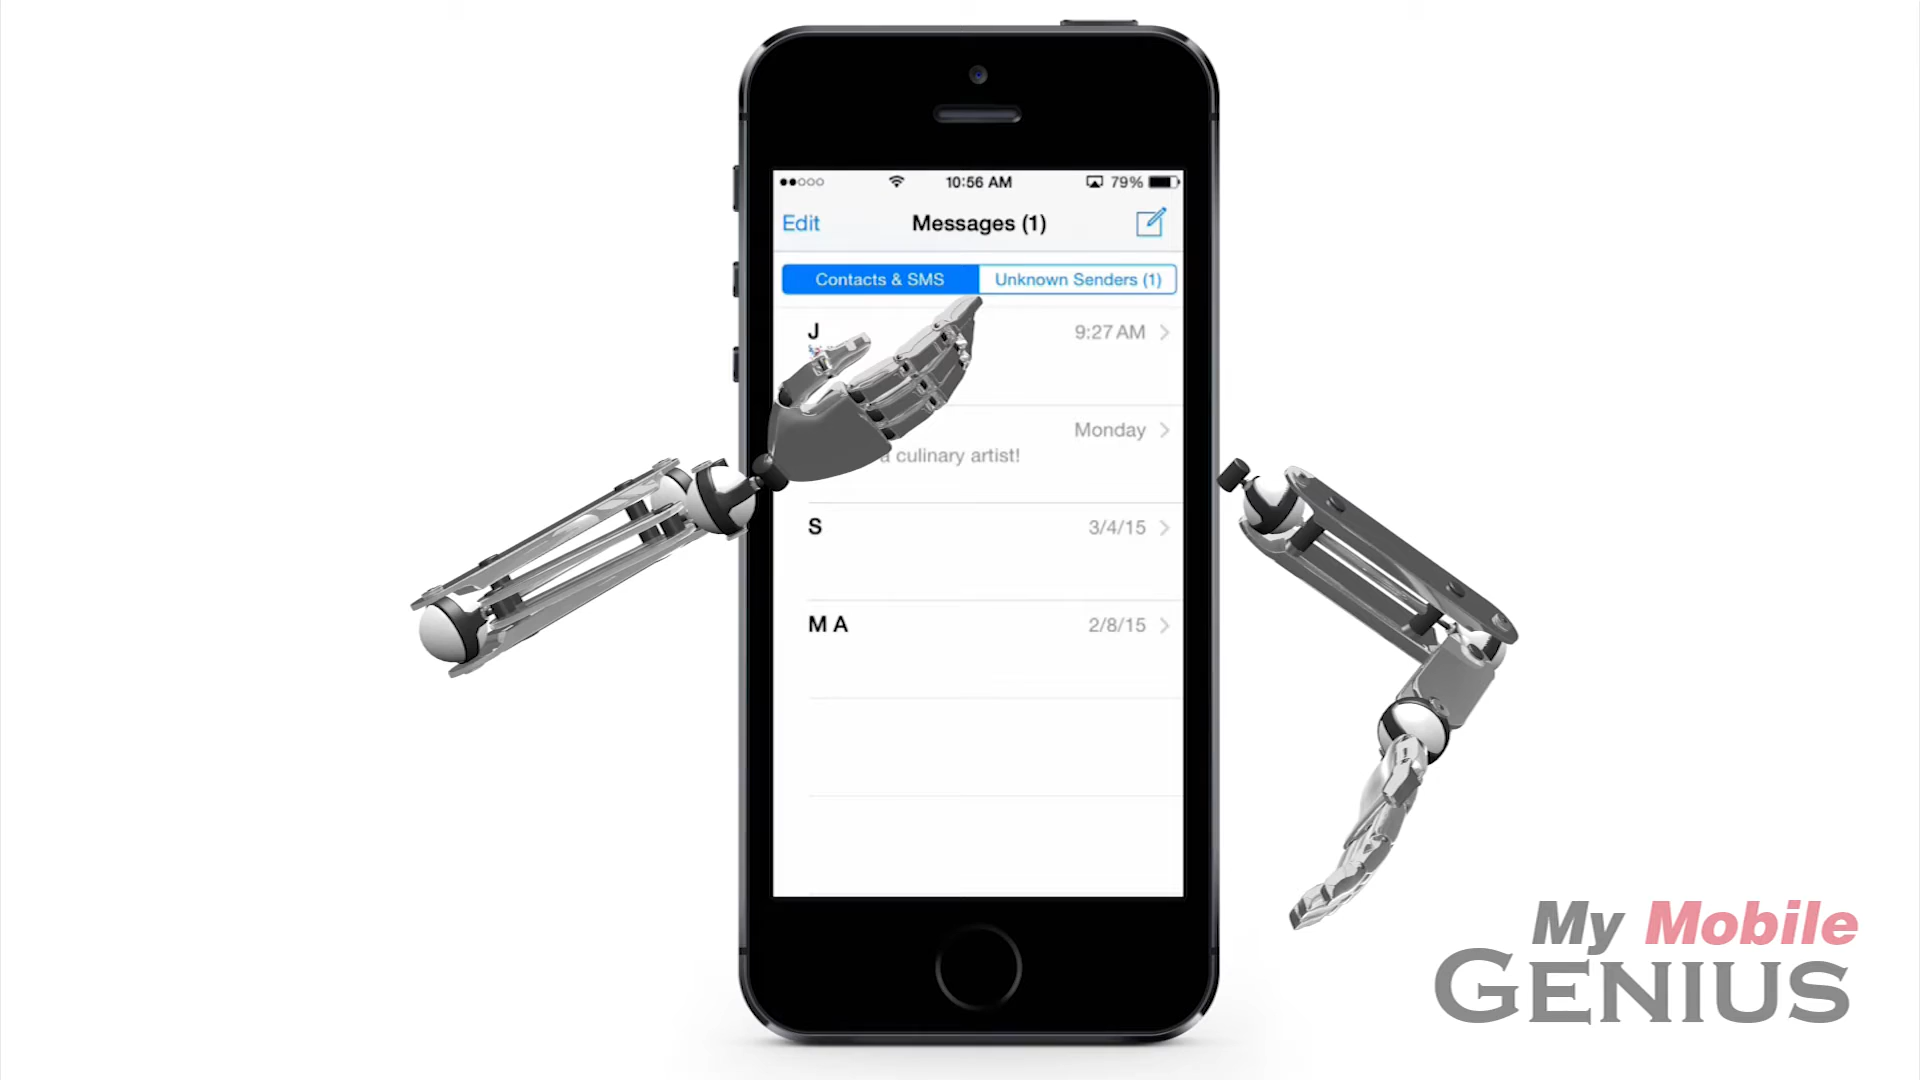 10:56 AM 79%
Edit Messages (1)
Contacts & SMS Unknown Senders (1)
J 9:27 AM
Monday
a culinary artist!
S 3/4/15
M A 2/8/15
My Mobile
GENIUS